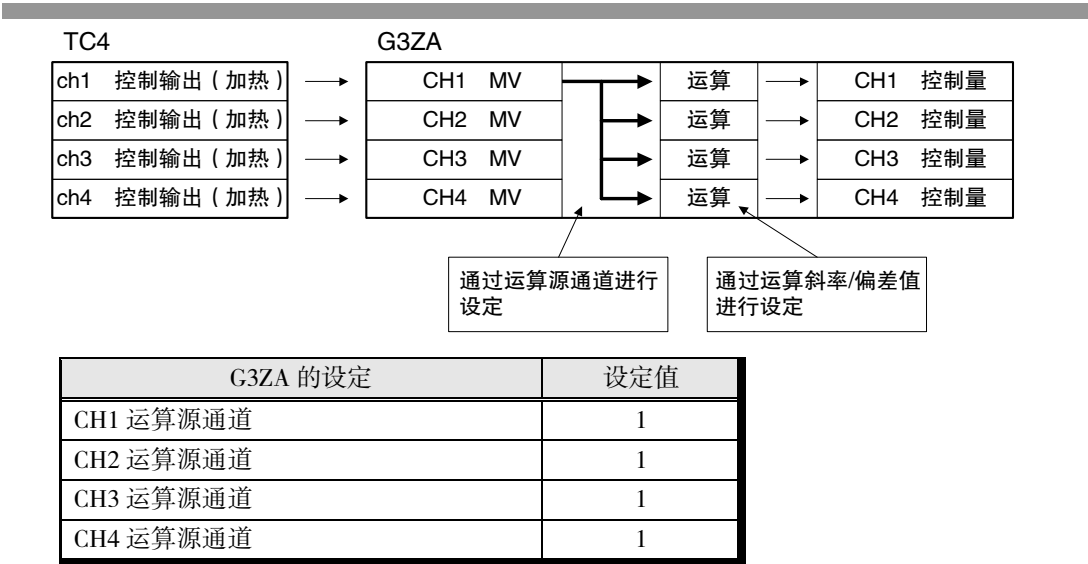 TC4 G3ZA
ch1 控制输出（加热） CH1 MV 运算 CH1 控制量
ch2 控制输出（加热） CH2 MV 运算 CH2 控制量
ch3 控制输出（加热） CH3 MV 运算 CH3 控制量
ch4 控制输出（加热） CH4 MV 运算 CH4 控制量
通过运算源通道进行
设定
通过运算斜率/偏差值
进行设定
G3ZA 的设定 设定值
CH1 运算源通道 1
CH2 运算源通道 1
CH3 运算源通道 1
CH4 运算源通道 1